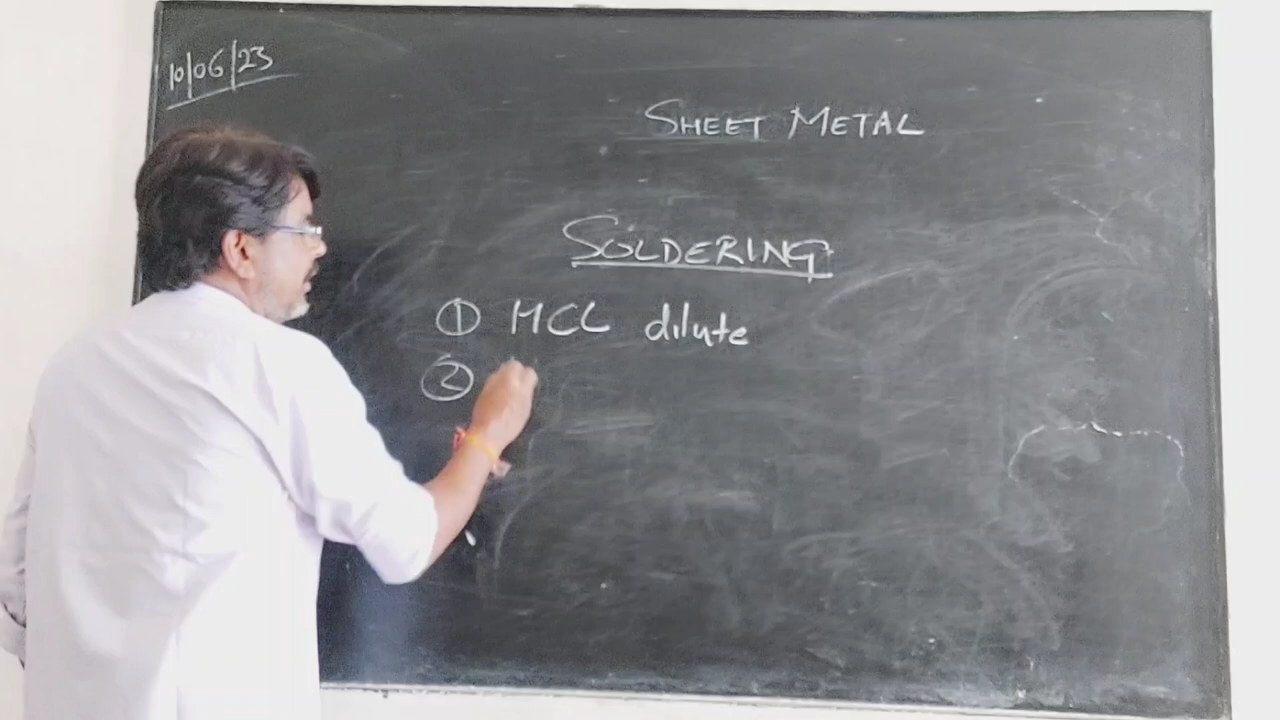 10/06/23
SHEET METAL
SOLDERING
① HCL dilute
②